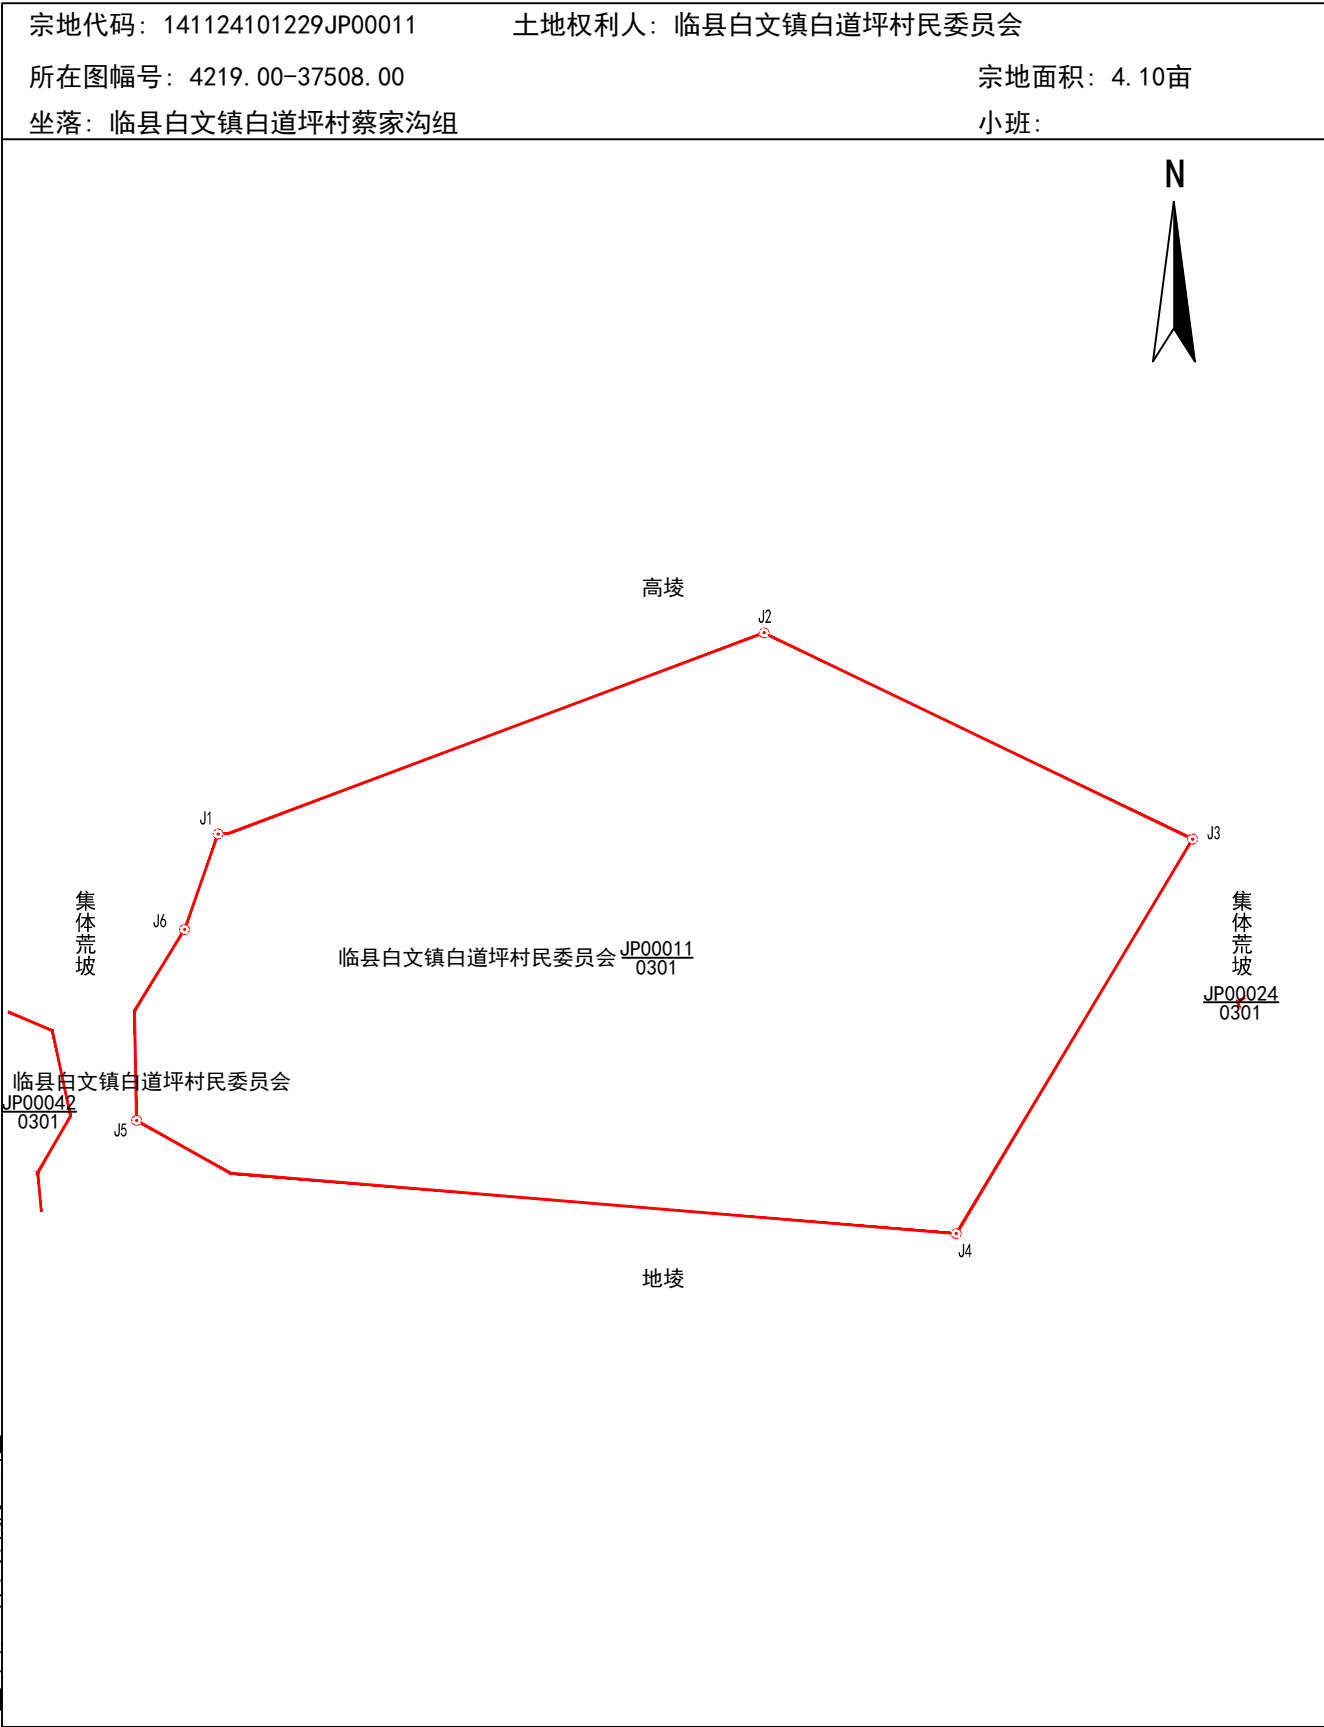 宗地代码: 141124101229JP00011 土地权利人: 临县白文镇白道坪村民委员会
所在图幅号: 4219.00-37508.00 宗地面积: 4.10亩
坐落: 临县白文镇白道坪村蔡家沟组 小班:
N
高堎
J2
J1
J3
集体荒坡
J6
集体荒坡
临县白文镇白道坪村民委员会 JP00011
0301
JP00024
0301
临县白文镇白道坪村民委员会
JP00042
0301
J5
J4
地堎